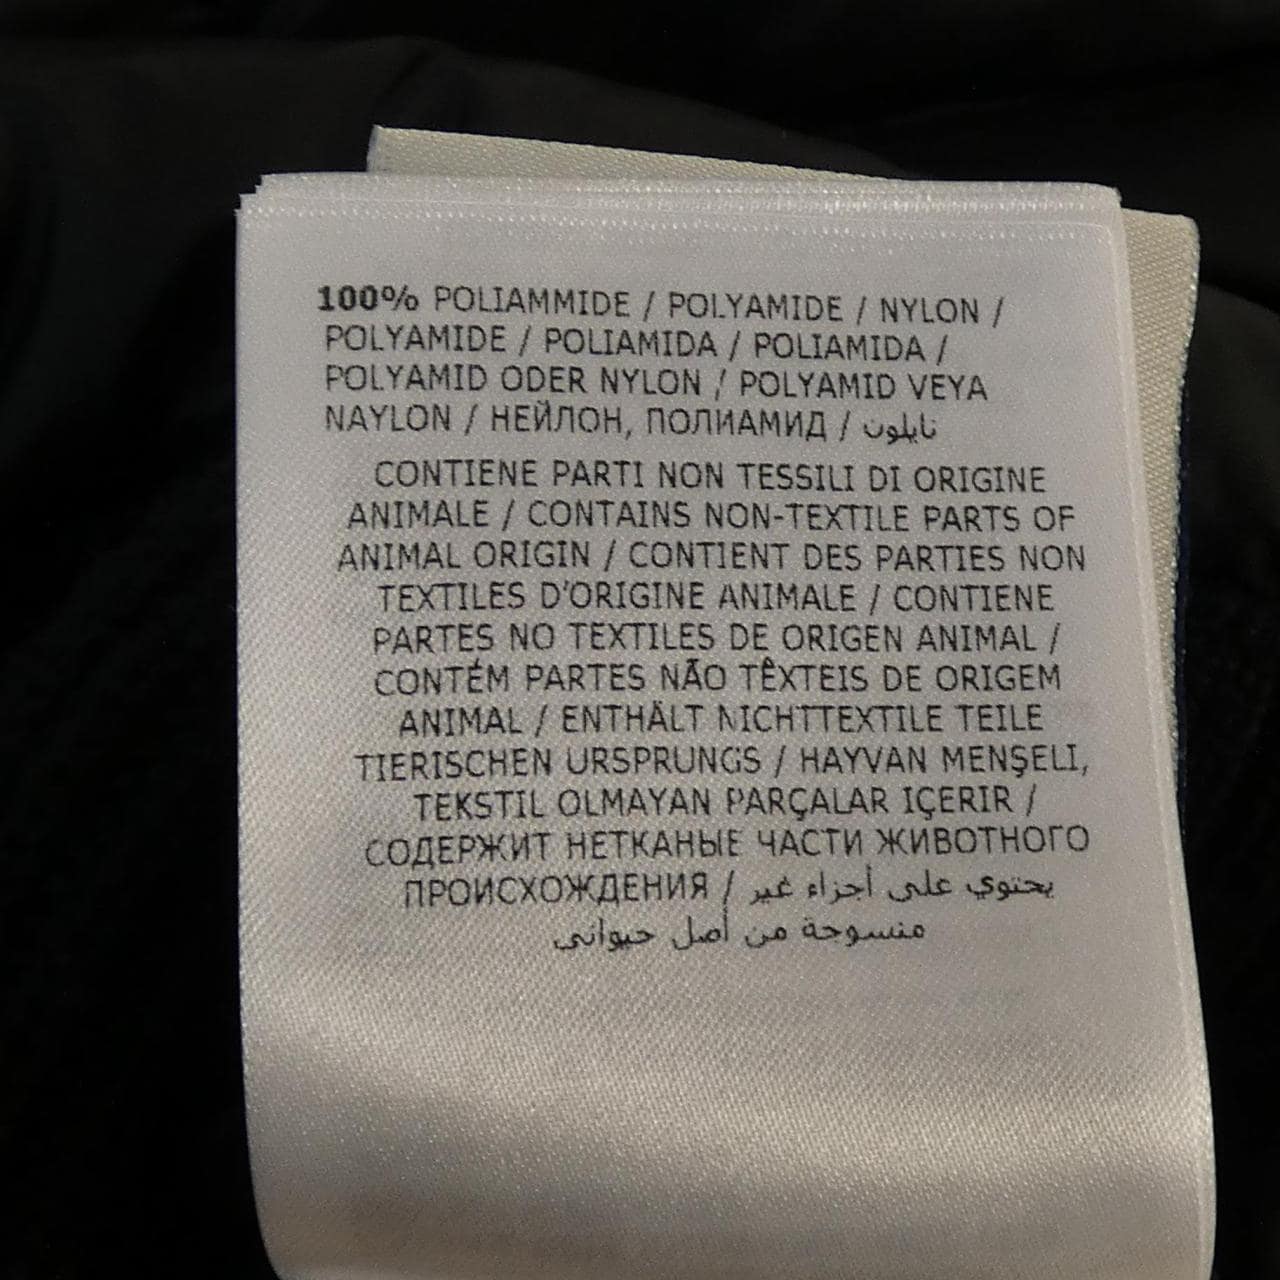 100% POLIAMMIDE / POLYAMIDE / NYLON /
POLYAMIDE / POLIAMIDA / POLIAMIDA /
POLYAMID ODER NYLON / POLYAMID VEYA
NAYLON / НЕЙЛОН, ПОЛИАМИД / نايلون
CONTIENE PARTI NON TESSILI DI ORIGINE
ANIMALE / CONTAINS NON-TEXTILE PARTS OF
ANIMAL ORIGIN / CONTIENT DES PARTIES NON
TEXTILES D'ORIGINE ANIMALE / CONTIENE
PARTES NO TEXTILES DE ORIGEN ANIMAL /
CONTÉM PARTES NÃO TÊXTEIS DE ORIGEM
ANIMAL / ENTHÄLT NICHTTEXTILE TEILE
TIERISCHEN URSPRUNGS / HAYVAN MENŞELI,
TEKSTIL OLMAYAN PARÇALAR IÇERIR /
СОДЕРЖИТ НЕТКАНЫЕ ЧАСТИ ЖИВОТНОГО
ПРОИСХОЖДЕНИЯ / يحتوي على أجزاء غير
منسوجة من أصل حيواني